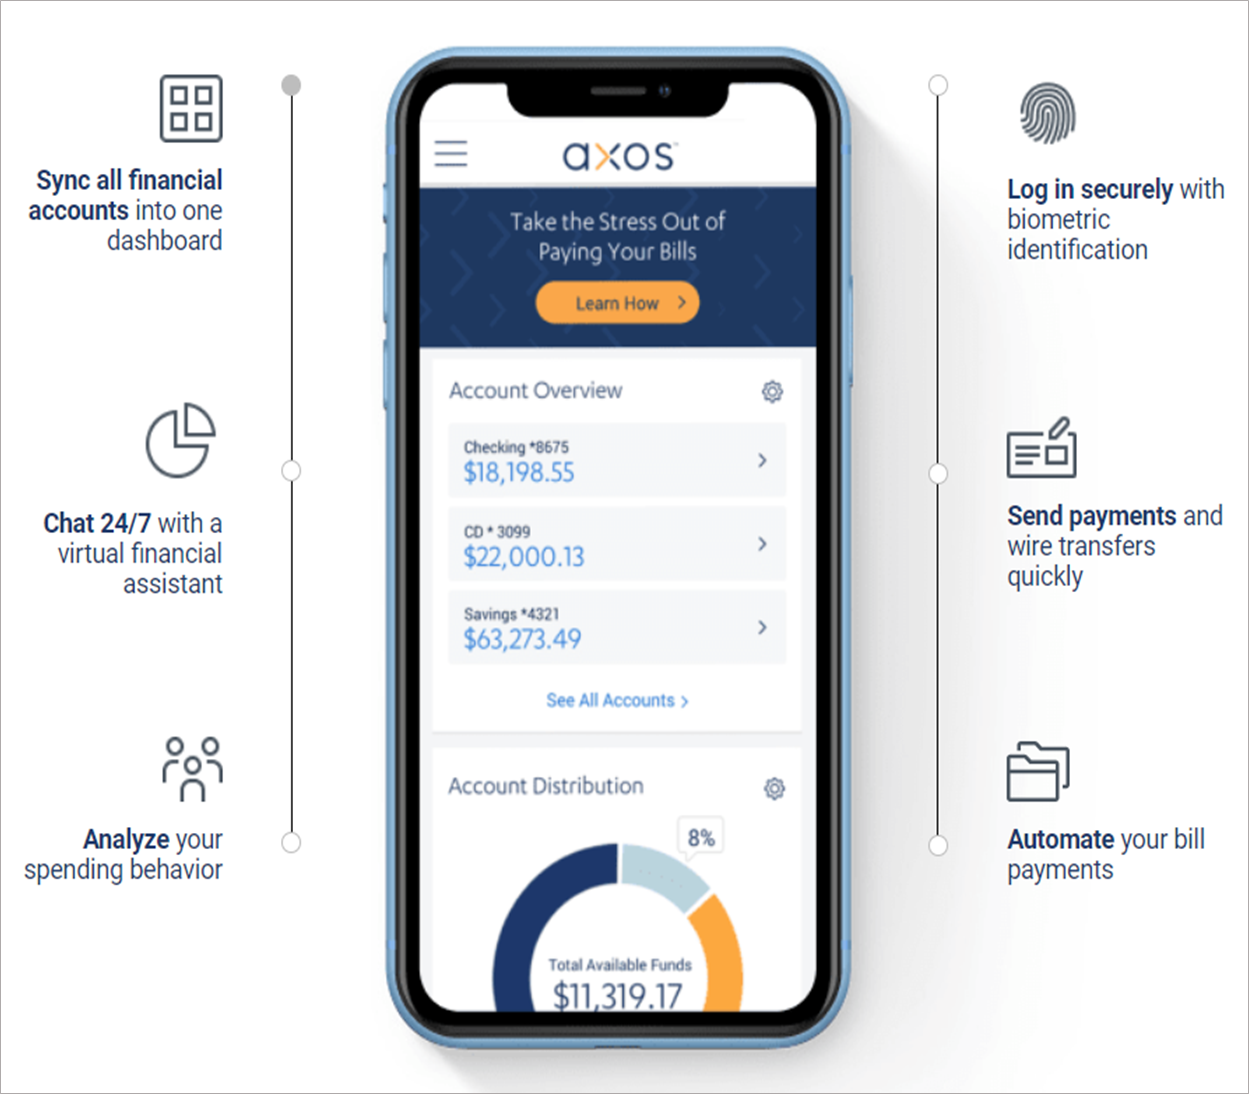 Sync all financial
accounts into one
dashboard
Chat 24/7 with a
virtual financial
assistant
Analyze your
spending behavior
axos™
Take the Stress Out of
Paying Your Bills
Learn How
Account Overview
Checking *8675
$18,198.55
CD * 3099
$22,000.13
Savings *4321
$63,273.49
See All Accounts
Account Distribution
8%
Total Available Funds
$11,319.17
Log in securely with
biometric
identification
Send payments and
wire transfers
quickly
Automate your bill
payments